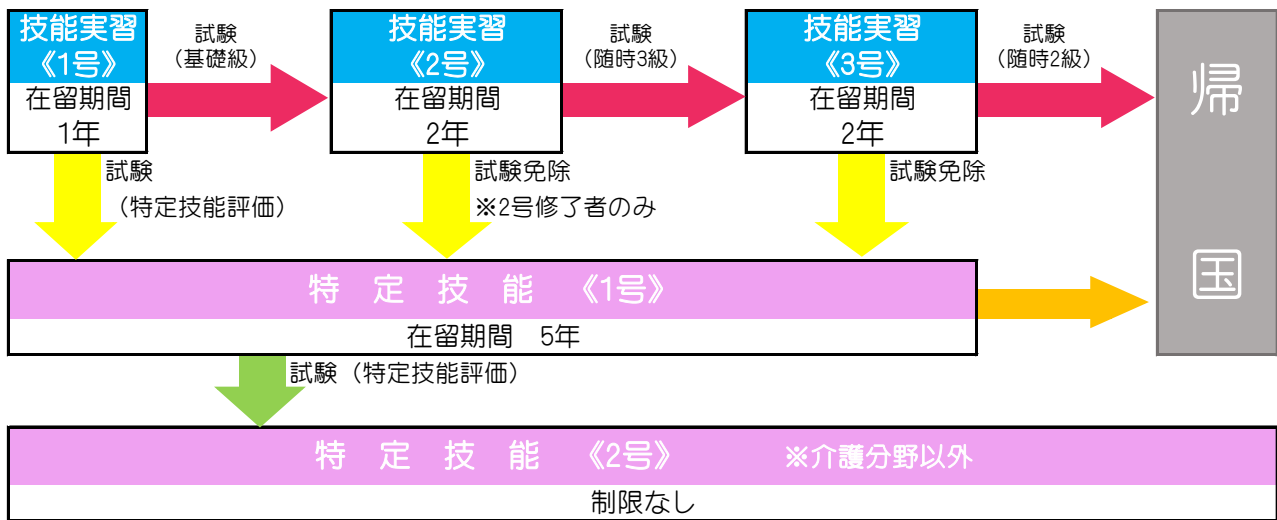 技能実習
《1号》
在留期間
1年
試験
(基礎級)
技能実習
《2号》
在留期間
2年
試験
(随時3級)
技能実習
《3号》
在留期間
2年
試験
(随時2級)
帰国
試験
（特定技能評価）
試験免除
※2号修了者のみ
試験免除
特 定 技 能 《1号》
在留期間 5年
試験（特定技能評価）
特 定 技 能 《2号》 ※介護分野以外
制限なし